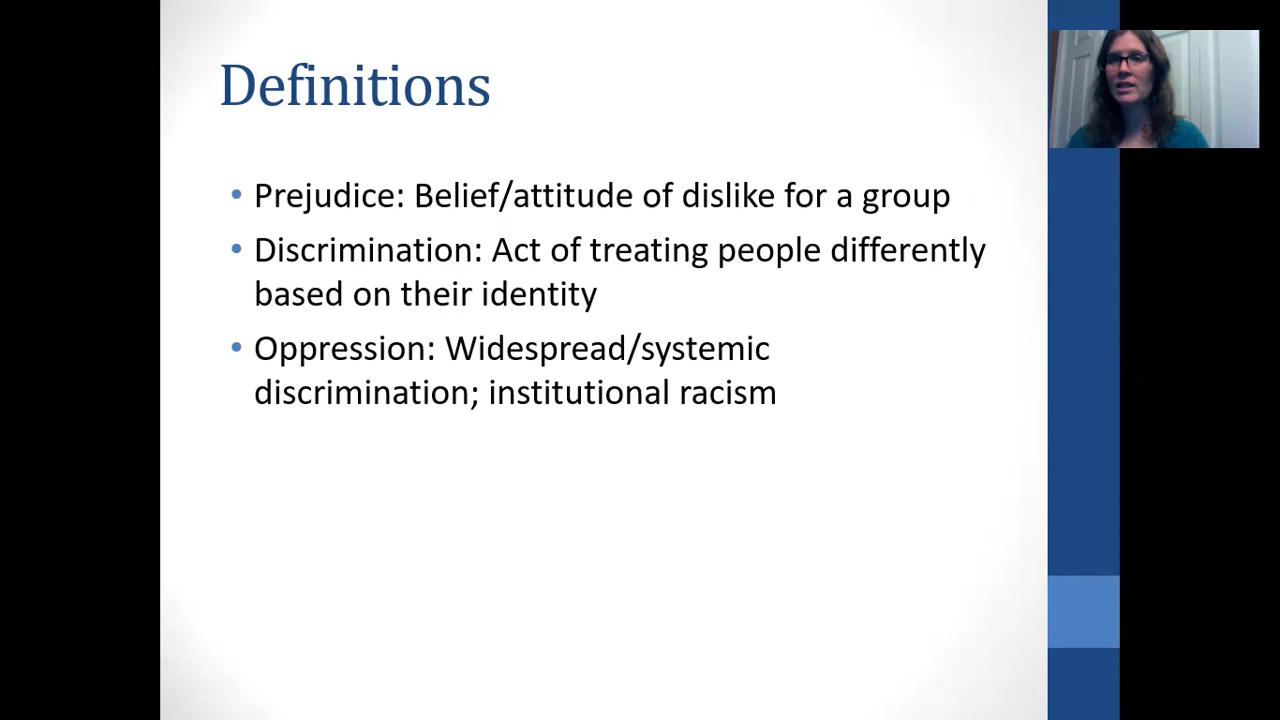 Definitions
• Prejudice: Belief/attitude of dislike for a group
• Discrimination: Act of treating people differently
based on their identity
• Oppression: Widespread/systemic
discrimination; institutional racism